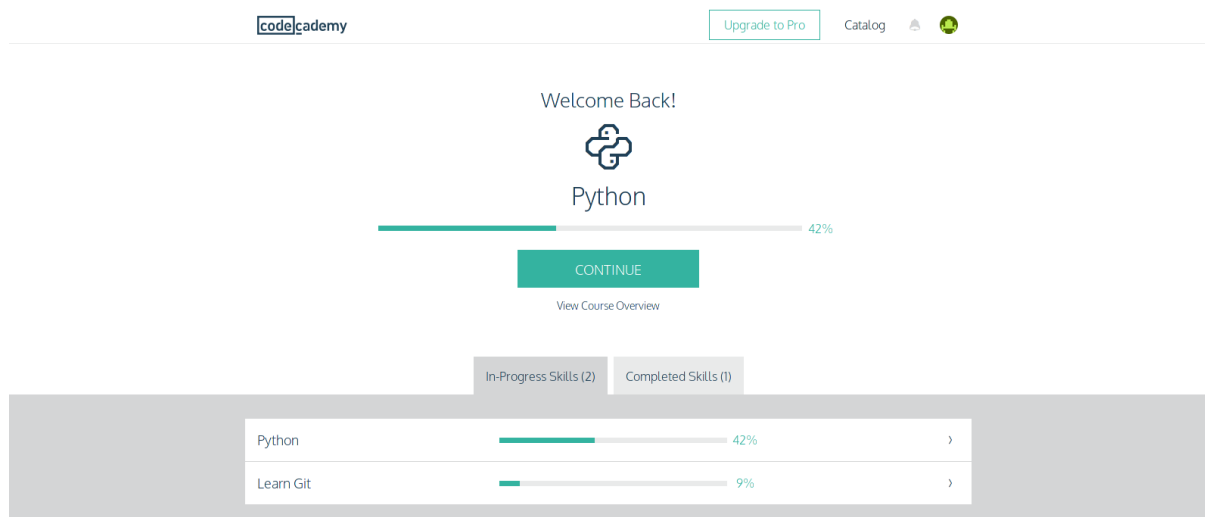 codecademy
Upgrade to Pro
Catalog
Welcome Back!
Python
42%
CONTINUE
View Course Overview
In-Progress Skills (2)
Completed Skills (1)
Python 42%
Learn Git 9%